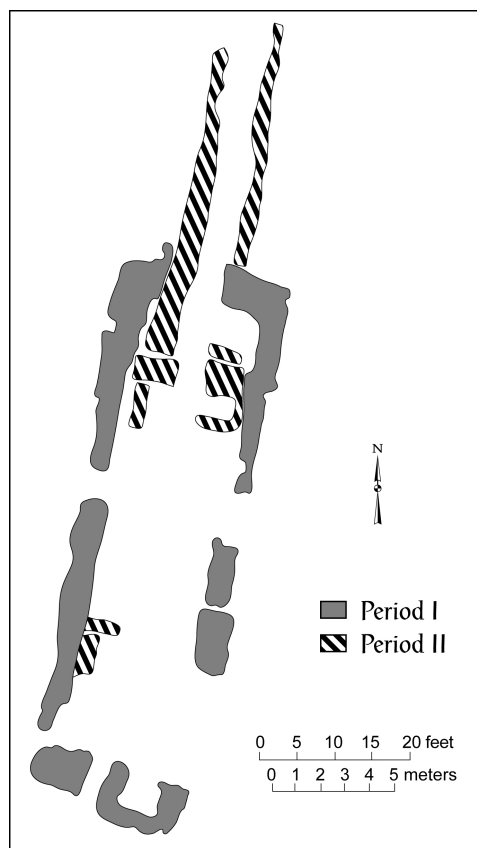 N
Period I
Period II
0 5 10 15 20 feet
0 1 2 3 4 5 meters